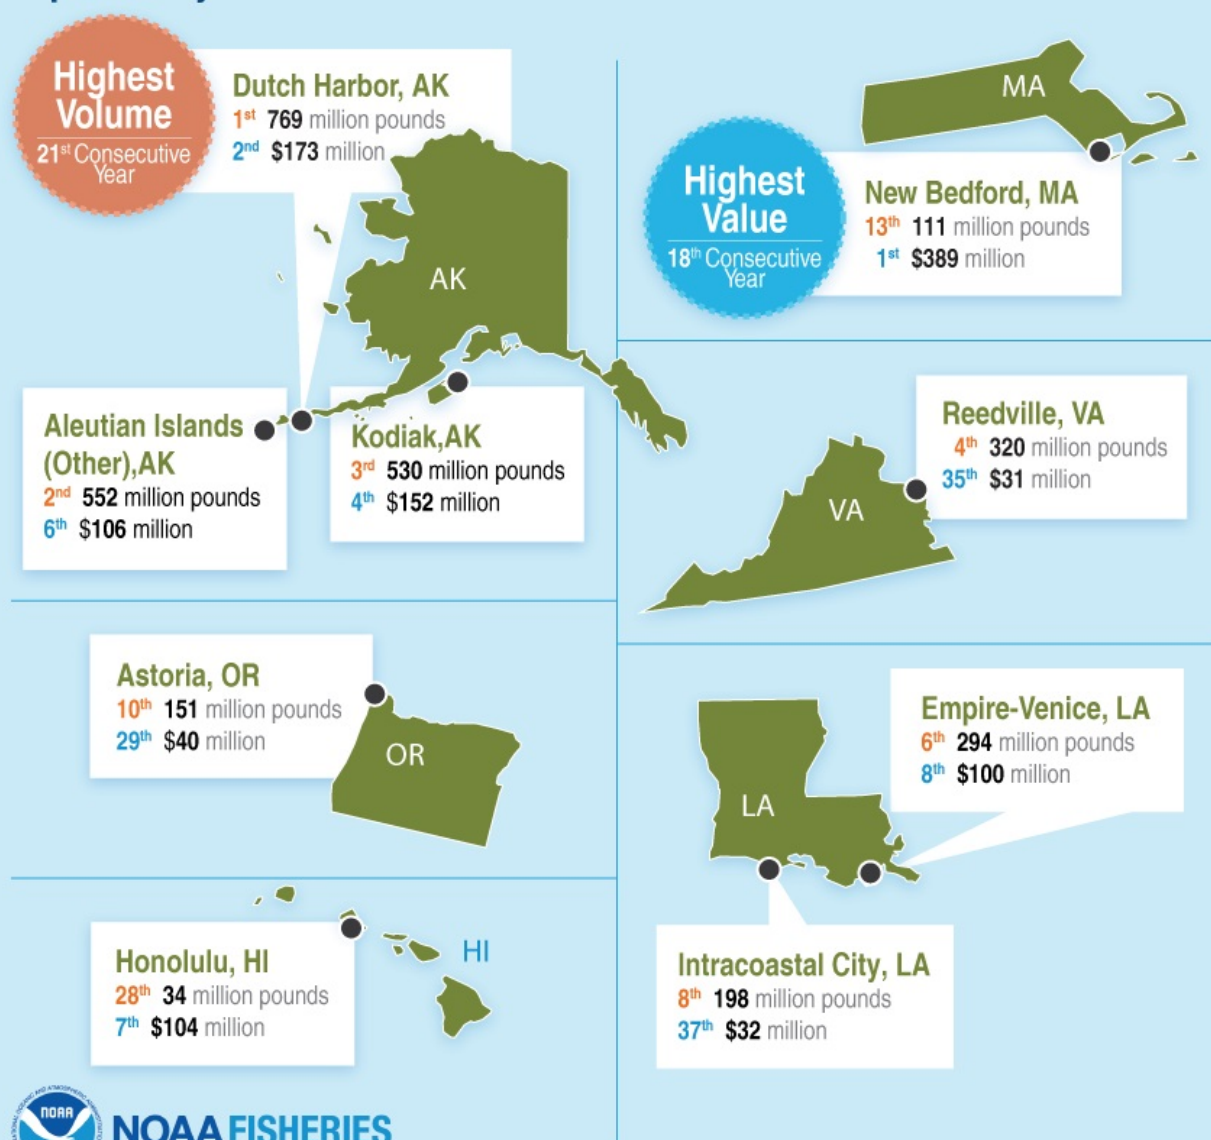 Highest
Volume
21st Consecutive
Year
Dutch Harbor, AK
1st 769 million pounds
2nd $173 million
AK
Aleutian Islands
(Other),AK
2nd 552 million pounds
6th $106 million
Kodiak,AK
3rd 530 million pounds
4th $152 million
MA
Highest
Value
18th Consecutive
Year
New Bedford, MA
13th 111 million pounds
1st $389 million
Reedville, VA
4th 320 million pounds
35th $31 million
VA
Astoria, OR
10th 151 million pounds
29th $40 million
OR
Empire-Venice, LA
6th 294 million pounds
8th $100 million
LA
Intracoastal City, LA
8th 198 million pounds
37th $32 million
Honolulu, HI
28th 34 million pounds
7th $104 million
HI
NOAA
NOAA FISHERIES